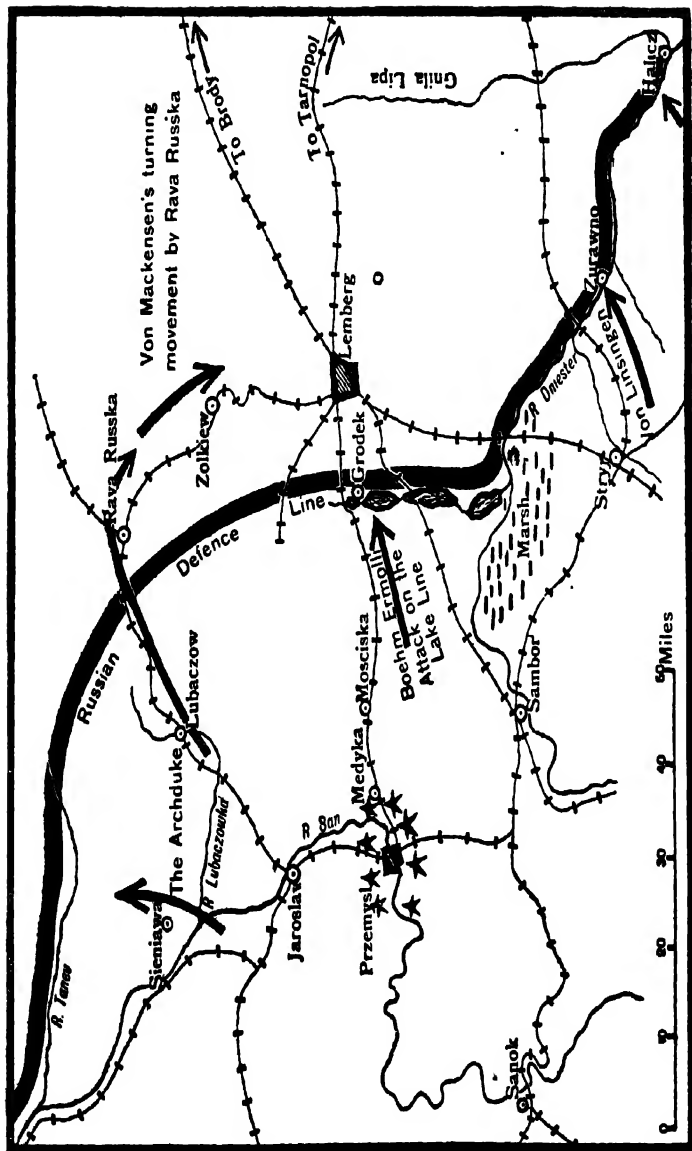 Von Mackensen's turning
movement by Rava Russka
To Brody
To Tarnopol
Gnila Lipa
Halicz
Rava Russka
Zolkiew
Lemberg
Zurawno
Von Linsingen
R Dniester
Grodek
Russian Defence Line
Boehm Ermolli
Attack on the
Lake Line
Marsh
Stryj
Lubaczow
The Archduke
R Lubaczowka
Mosciska
Medyka
R San
Sambor
Sieniawa
Jaroslav
Przemysl
R. Tanev
Sanok
0 10 20 30 40 50 Miles